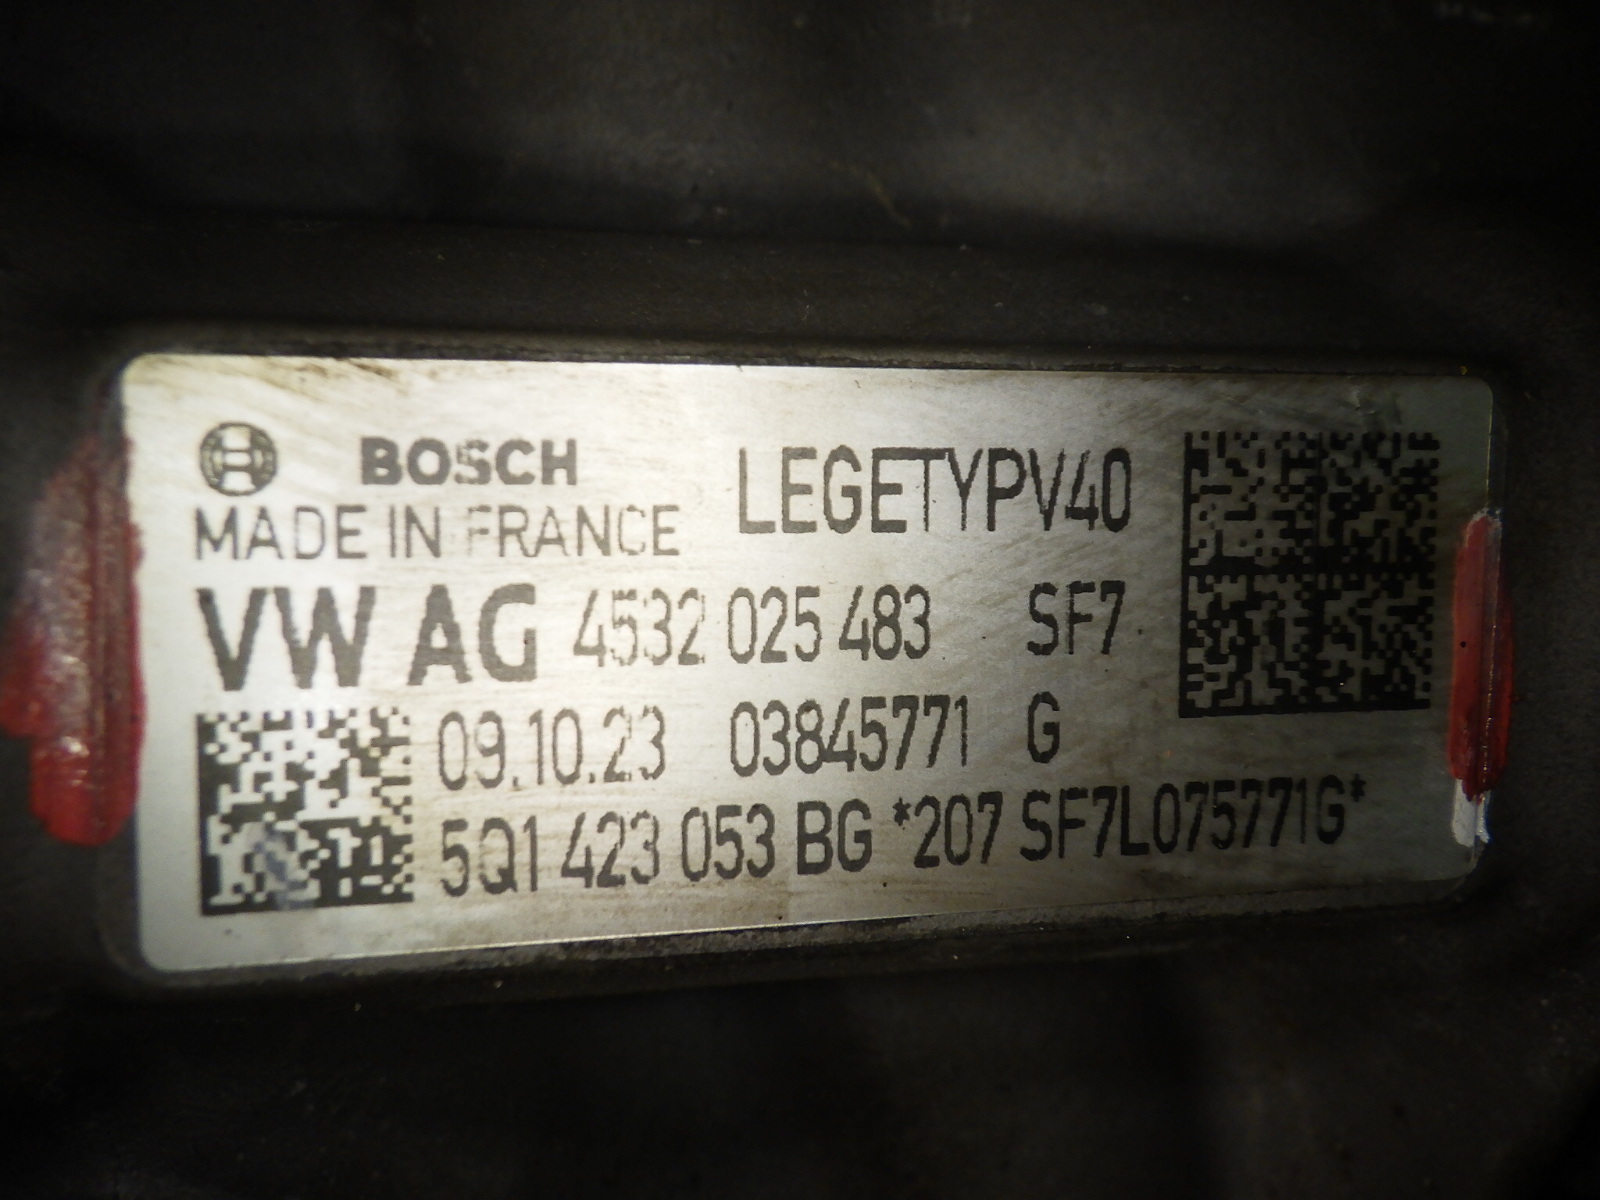 BOSCH LEGETYPV40
MADE IN FRANCE
VW AG 4532 025 483 SF7
09.10.23 03845771 G
5Q1 423 053 BG *207 SF7L075771G*